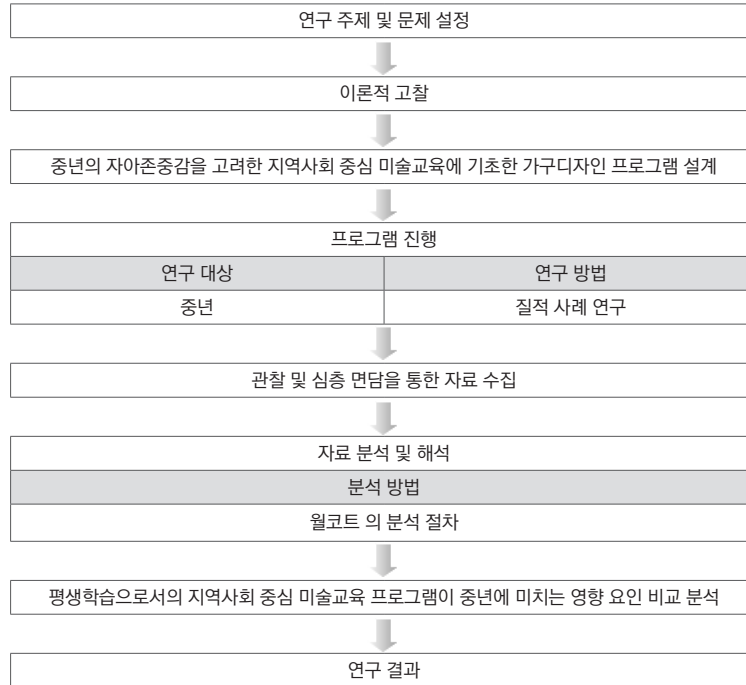 연구 주제 및 문제 설정
이론적 고찰
중년의 자아존중감을 고려한 지역사회 중심 미술교육에 기초한 가구디자인 프로그램 설계
프로그램 진행
연구 대상
연구 방법
중년
질적 사례 연구
관찰 및 심층 면담을 통한 자료 수집
자료 분석 및 해석
분석 방법
월코트 의 분석 절차
평생학습으로서의 지역사회 중심 미술교육 프로그램이 중년에 미치는 영향 요인 비교 분석
연구 결과